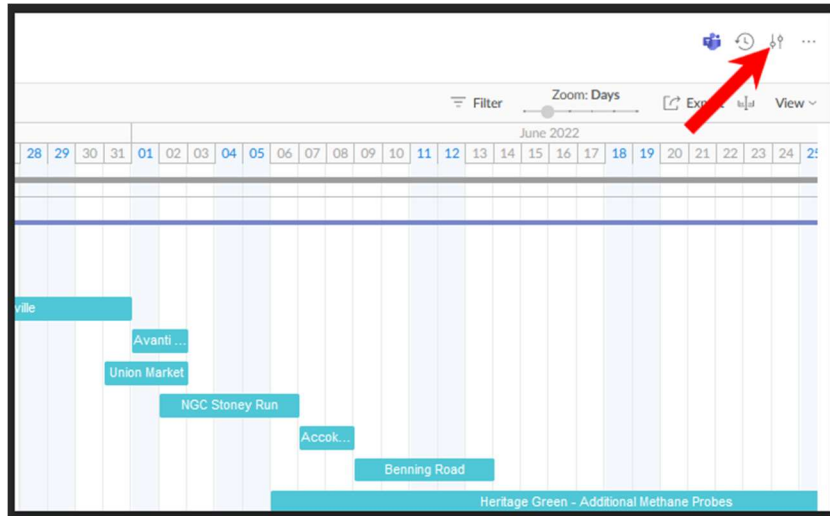 Filter Zoom: Days View
June 2022
28 29 30 31 01 02 03 04 05 06 07 08 09 10 11 12 13 14 15 16 17 18 19 20 21 22 23 24
ville
Avanti ...
Union Market
NGC Stoney Run
Accok...
Benning Road
Heritage Green - Additional Methane Probes